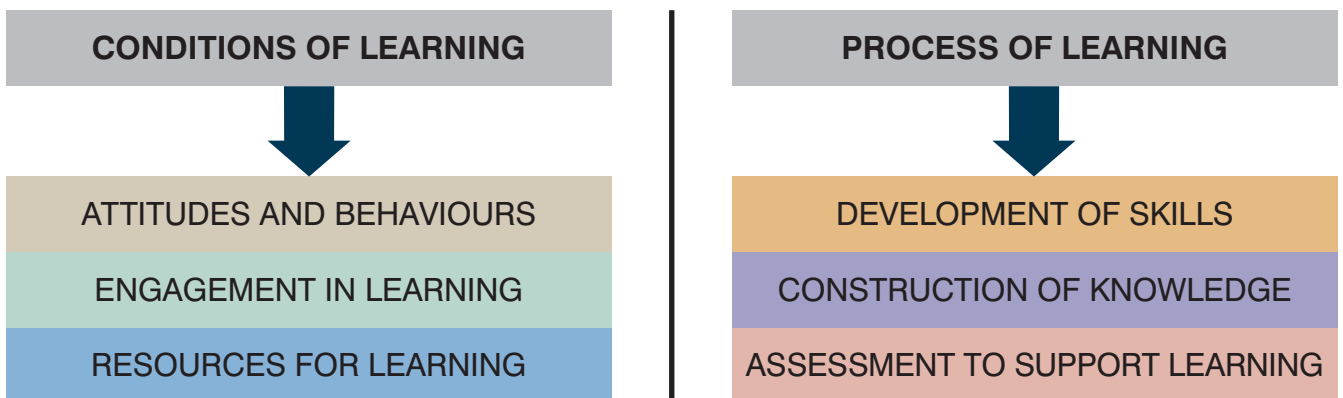 CONDITIONS OF LEARNING
ATTITUDES AND BEHAVIOURS
ENGAGEMENT IN LEARNING
RESOURCES FOR LEARNING
PROCESS OF LEARNING
DEVELOPMENT OF SKILLS
CONSTRUCTION OF KNOWLEDGE
ASSESSMENT TO SUPPORT LEARNING